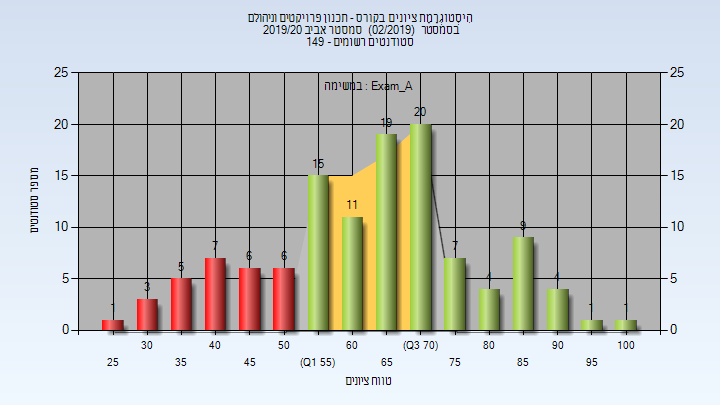 היסטוגרמת ציונים בקורס - תכנון פרויקטים וניהולם
בסמסטר (02/2019) סמסטר אביב 2019/20
סטודנטים רשומים - 149
במשימה : Exam_A
מספר סטודנטים
25 25
20 20
15 15
10 10
5 5
0 0
1 3 5 7 6 6 15 11 19 20 7 4 9 4 1 1
30 40 50 60 (Q3 70) 80 90 100
25 35 45 (Q1 55) 65 75 85 95
טווח ציונים